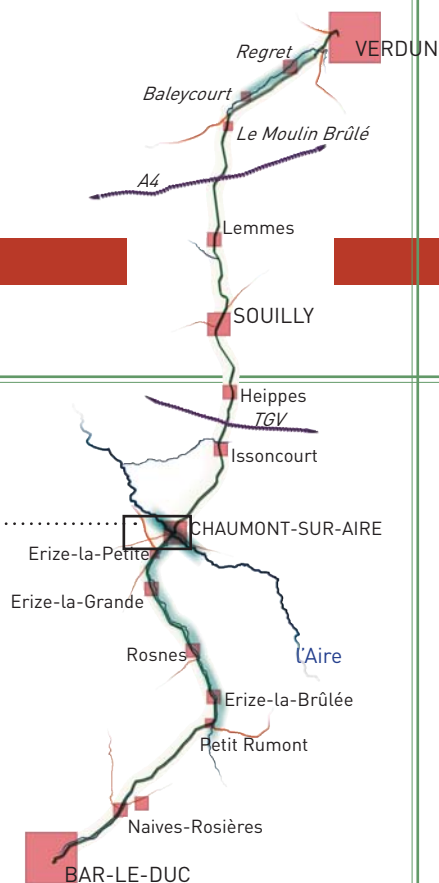 VERDUN
Regret
Baleycourt
Le Moulin Brûlé
A4
Lemmes
SOUILLY
Heippes
TGV
Issoncourt
CHAUMONT-SUR-AIRE
Erize-la-Petite
Erize-la-Grande
Rosnes
l'Aire
Erize-la-Brûlée
Petit Rumont
Naives-Rosières
BAR-LE-DUC